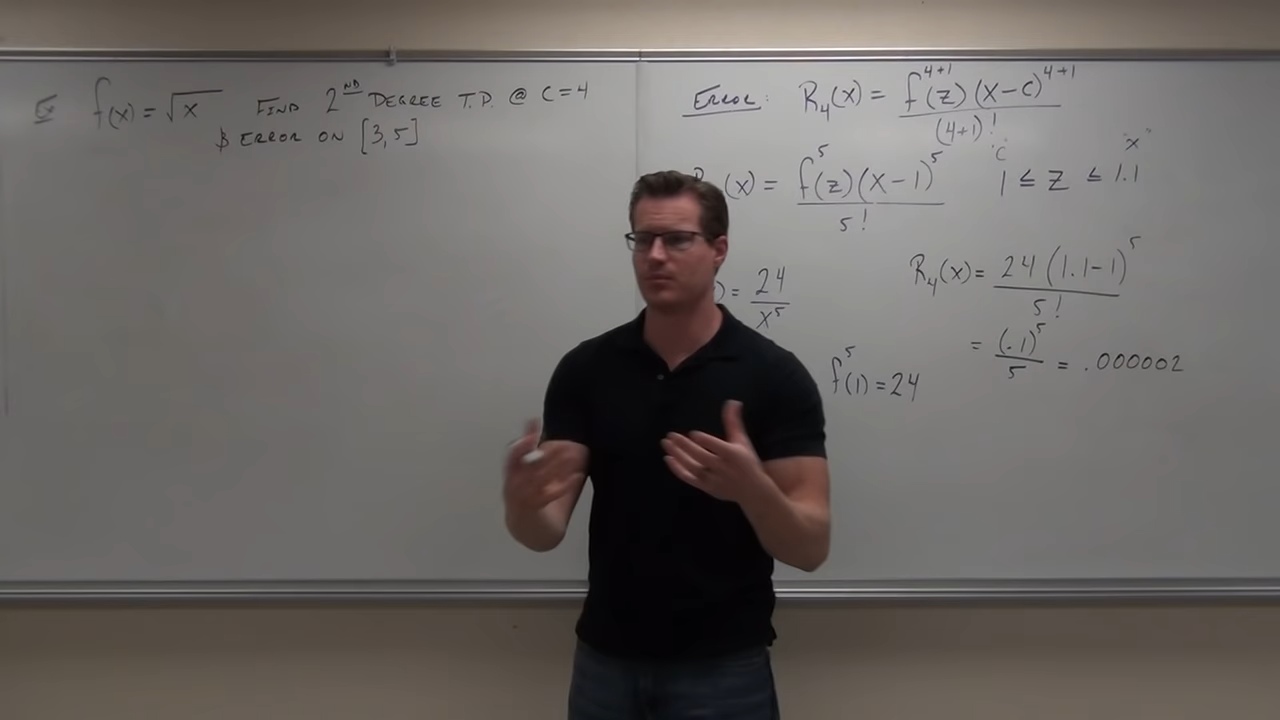 Ex f(x) = √x FIND 2ND DEGREE T.P. @ C=4
& ERROR ON [3,5]
ERROR: R₄(x) = f⁴⁺¹(z)(x-c)⁴⁺¹ / (4+1)!
(x) = f⁵(z)(x-1)⁵ / 5! "c" 1 ≤ z ≤ 1.1 "x"
) = 24 / x⁵
R₄(x) = 24(1.1-1)⁵ / 5!
= (.1)⁵ / 5 = .000002
f⁵(1) = 24